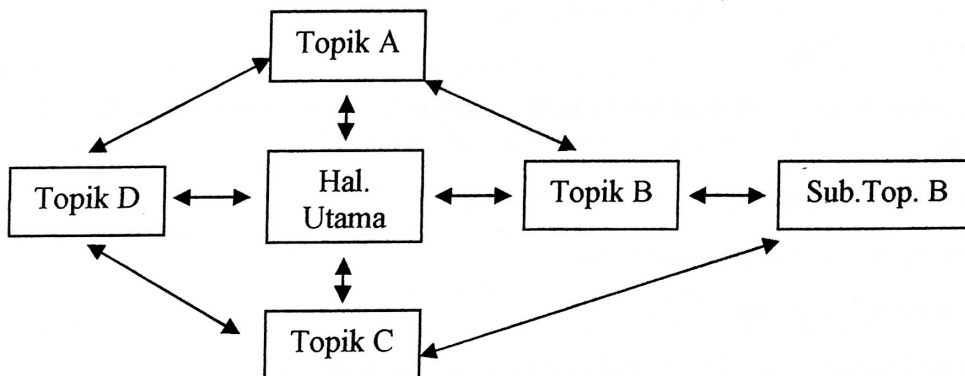 Topik A
Topik D
Hal.
Utama
Topik B
Sub.Top. B
Topik C